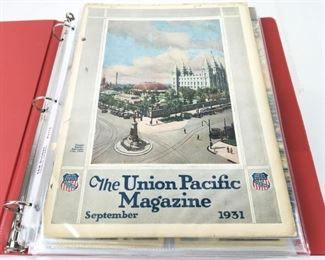 The Union Pacific
Magazine
September 1931